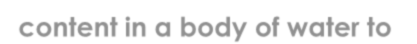 content in a body of water to